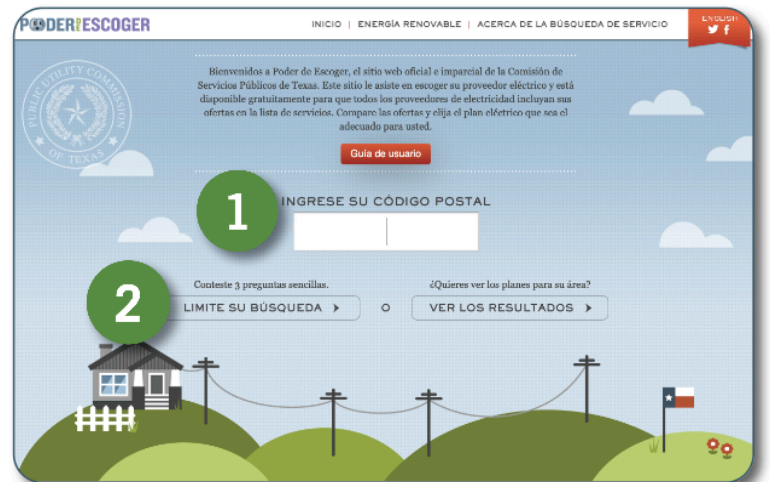 PODER DE ESCOGER
INICIO | ENERGÍA RENOVABLE | ACERCA DE LA BÚSQUEDA DE SERVICIO
ENGLISH
PUBLIC UTILITY COMMISSION OF TEXAS
Bienvenidos a Poder de Escoger, el sitio web oficial e imparcial de la Comisión de
Servicios Públicos de Texas. Este sitio le asiste en escoger su proveedor eléctrico y está
disponible gratuitamente para que todos los proveedores de electricidad incluyan sus
ofertas en la lista de servicios. Compare las ofertas y elija el plan eléctrico que sea el
adecuado para usted.
Guía de usuario
1
INGRESE SU CÓDIGO POSTAL
2
Conteste 3 preguntas sencillas.
LIMITE SU BÚSQUEDA
O
¿Quieres ver los planes para su área?
VER LOS RESULTADOS